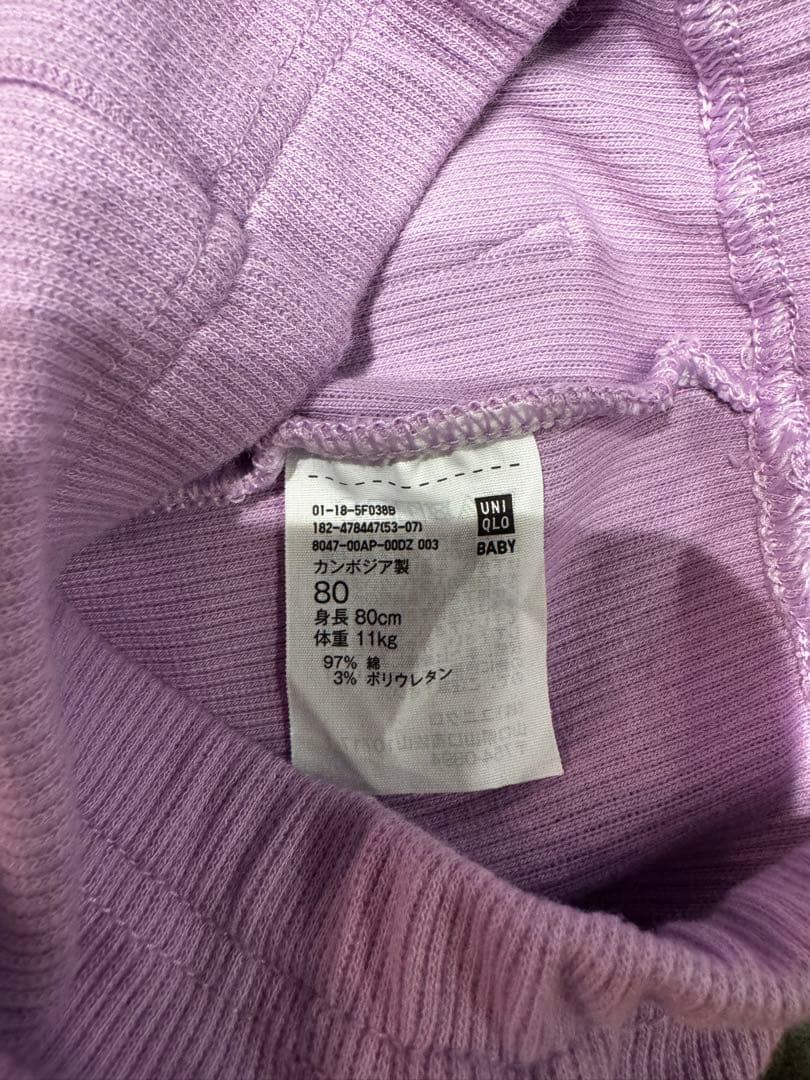 01-18-5F038B
182-478447(53-07)
8047-00AP-00DZ 003
UNI
QLO
BABY
カンボジア製
80
身長 80cm
体重 11kg
97% 綿
3% ポリウレタン